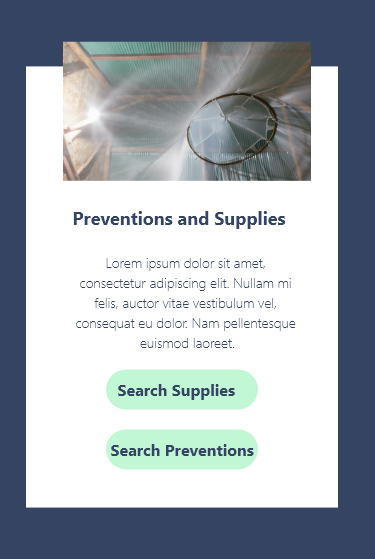 Preventions and Supplies
Lorem ipsum dolor sit amet,
consectetur adipiscing elit. Nullam mi
felis, auctor vitae vestibulum vel,
consequat eu dolor. Nam pellentesque
euismod laoreet.
Search Supplies
Search Preventions